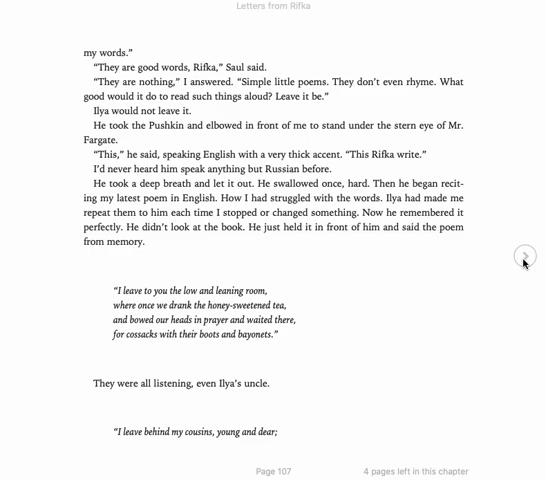 Letters from Rifka
my words.”
“They are good words, Rifka,” Saul said.
“They are nothing,” I answered. “Simple little poems. They don’t even rhyme. What
good would it do to read such things aloud? Leave it be.”
Ilya would not leave it.
He took the Pushkin and elbowed in front of me to stand under the stern eye of Mr.
Fargate.
“This,” he said, speaking English with a very thick accent. “This Rifka write.”
I’d never heard him speak anything but Russian before.
He took a deep breath and let it out. He swallowed once, hard. Then he began recit-
ing my latest poem in English. How I had struggled with the words. Ilya had made me
repeat them to him each time I stopped or changed something. Now he remembered it
perfectly. He didn’t look at the book. He just held it in front of him and said the poem
from memory.
“I leave to you the low and leaning room,
where once we drank the honey-sweetened tea,
and bowed our heads in prayer and waited there,
for cossacks with their boots and bayonets.”
They were all listening, even Ilya’s uncle.
“I leave behind my cousins, young and dear;
Page 107
4 pages left in this chapter